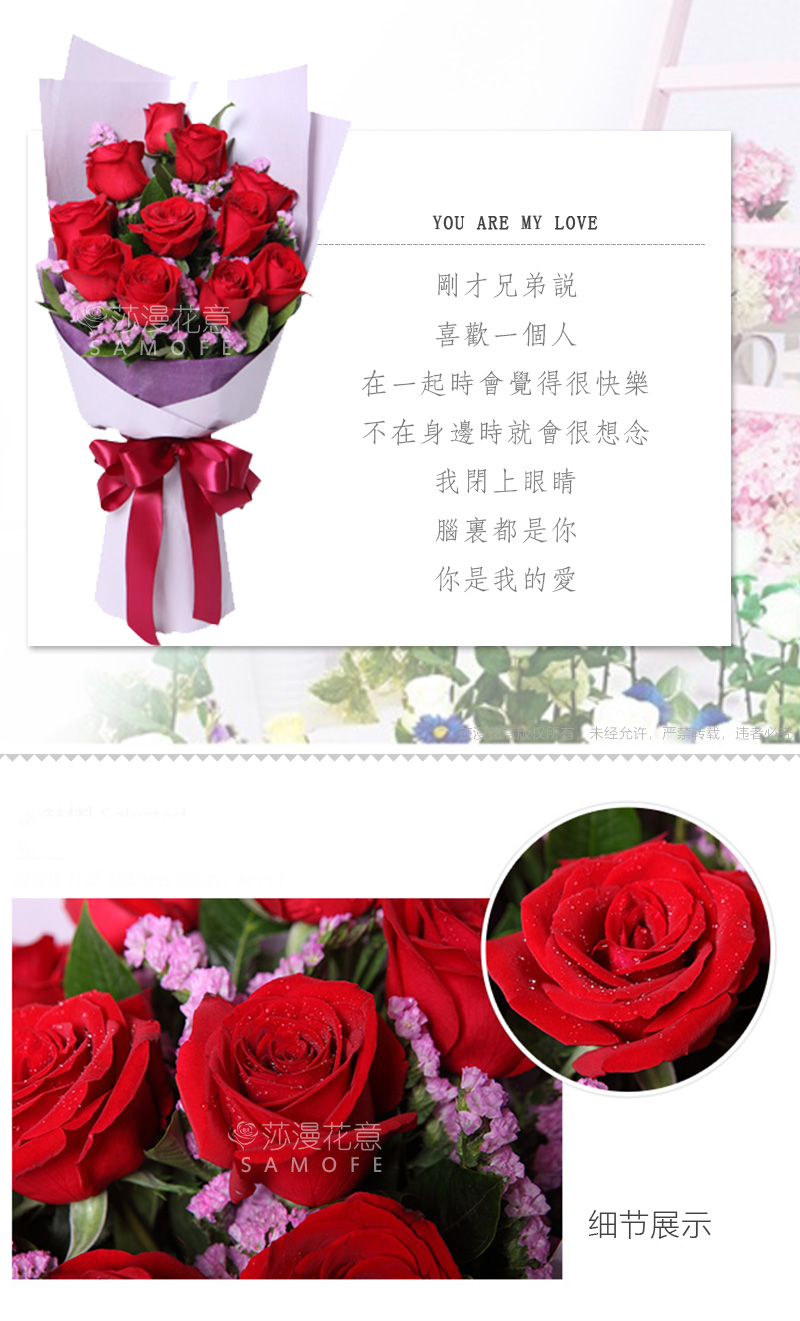 YOU ARE MY LOVE
剛才兄弟説
喜歡一個人
在一起時會覺得很快樂
不在身邊時就會很想念
我閉上眼睛
腦裏都是你
你是我的愛
莎漫花意
SAMOFE
未经允许，严禁转载，违者必究
莎漫花意
SAMOFE
细节展示